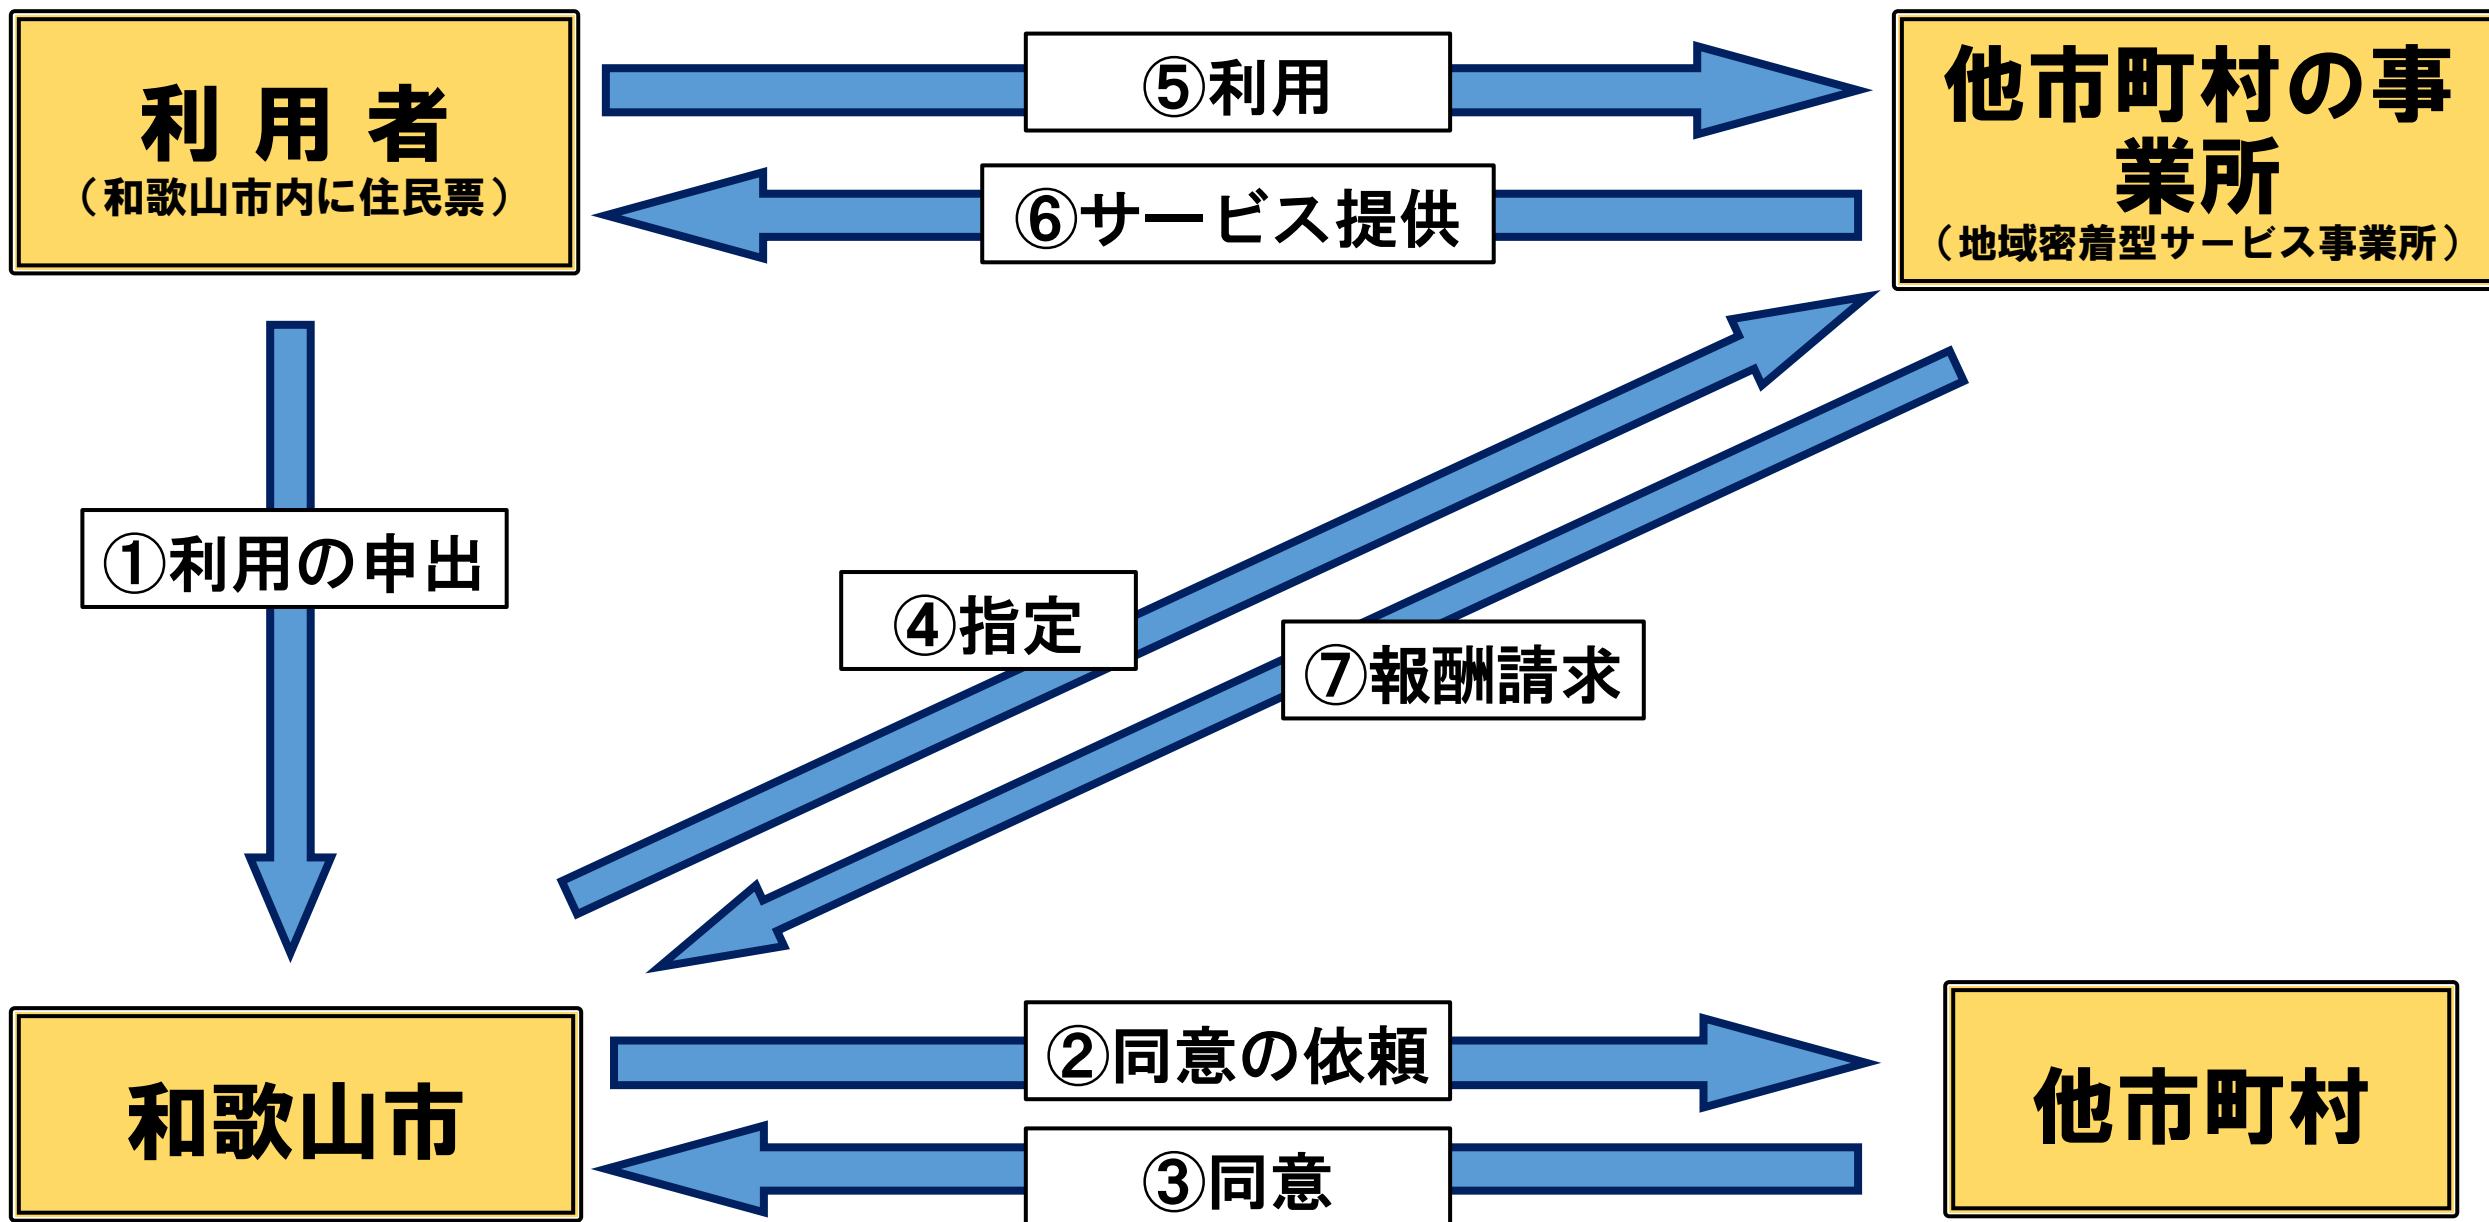 利用者
（和歌山市内に住民票）
⑤利用
⑥サービス提供
他市町村の事
業所
（地域密着型サービス事業所）
①利用の申出
④指定
⑦報酬請求
和歌山市
②同意の依頼
③同意
他市町村